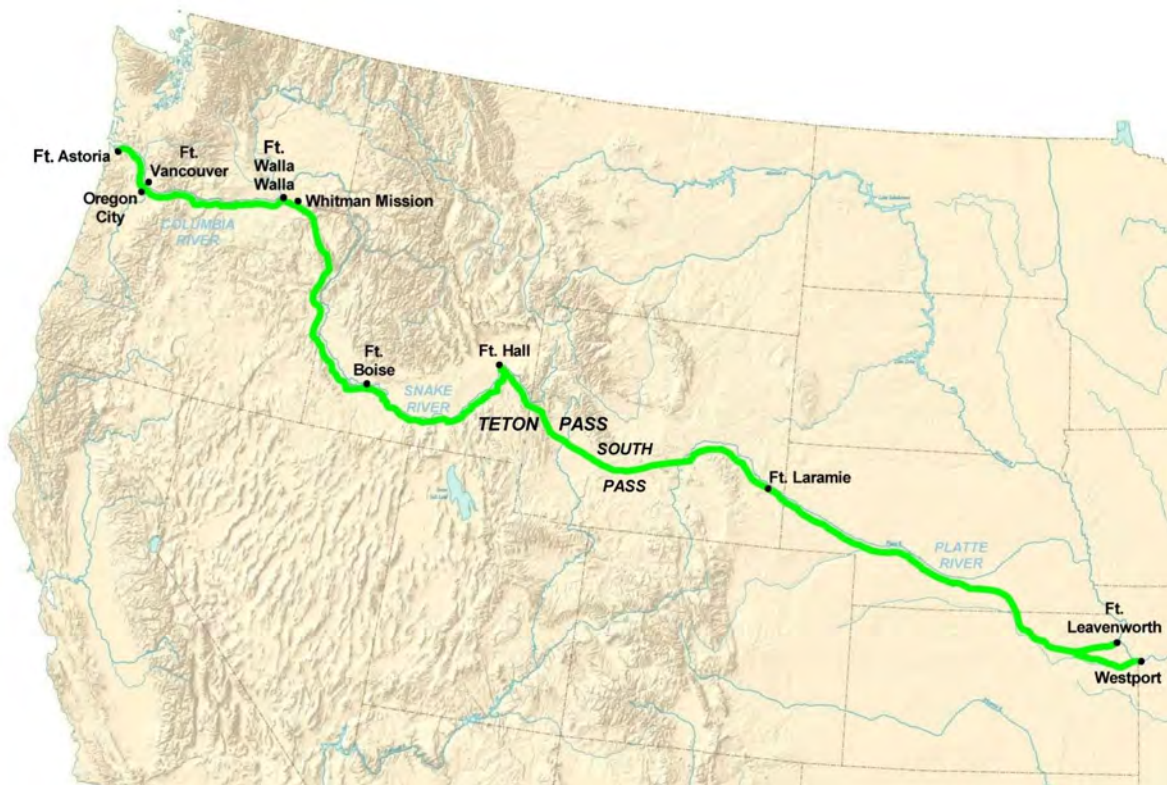 Ft. Astoria
Ft.
Vancouver
Oregon
City
Ft.
Walla
Walla
Whitman Mission
COLUMBIA
RIVER
Ft.
Boise
SNAKE
RIVER
Ft. Hall
TETON PASS
SOUTH
PASS
Ft. Laramie
PLATTE
RIVER
Ft.
Leavenworth
Westport